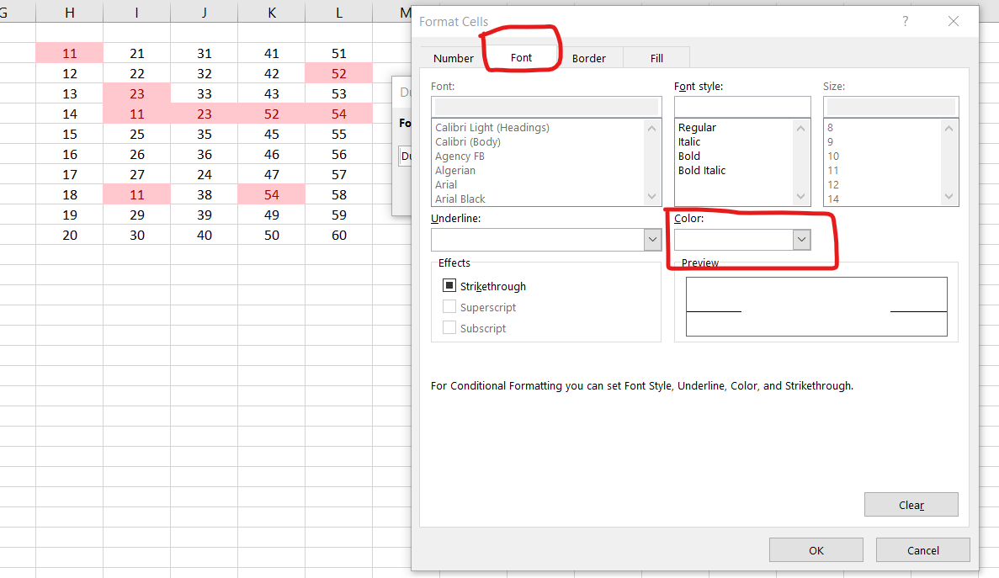 G H I J K L M
11 21 31 41 51
12 22 32 42 52
13 23 33 43 53
14 11 23 52 54
15 25 35 45 55
16 26 36 46 56
17 27 24 47 57
18 11 38 54 58
19 29 39 49 59
20 30 40 50 60
Du
Fo
Du
Format Cells ?
Number Font Border Fill
Font: Font style: Size:
Calibri Light (Headings) Regular 8
Calibri (Body) Italic 9
Agency FB Bold 10
Algerian Bold Italic 11
Arial 12
Arial Black 14
Underline: Color:
Effects Preview
Strikethrough
Superscript
Subscript
For Conditional Formatting you can set Font Style, Underline, Color, and Strikethrough.
Clear
OK Cancel